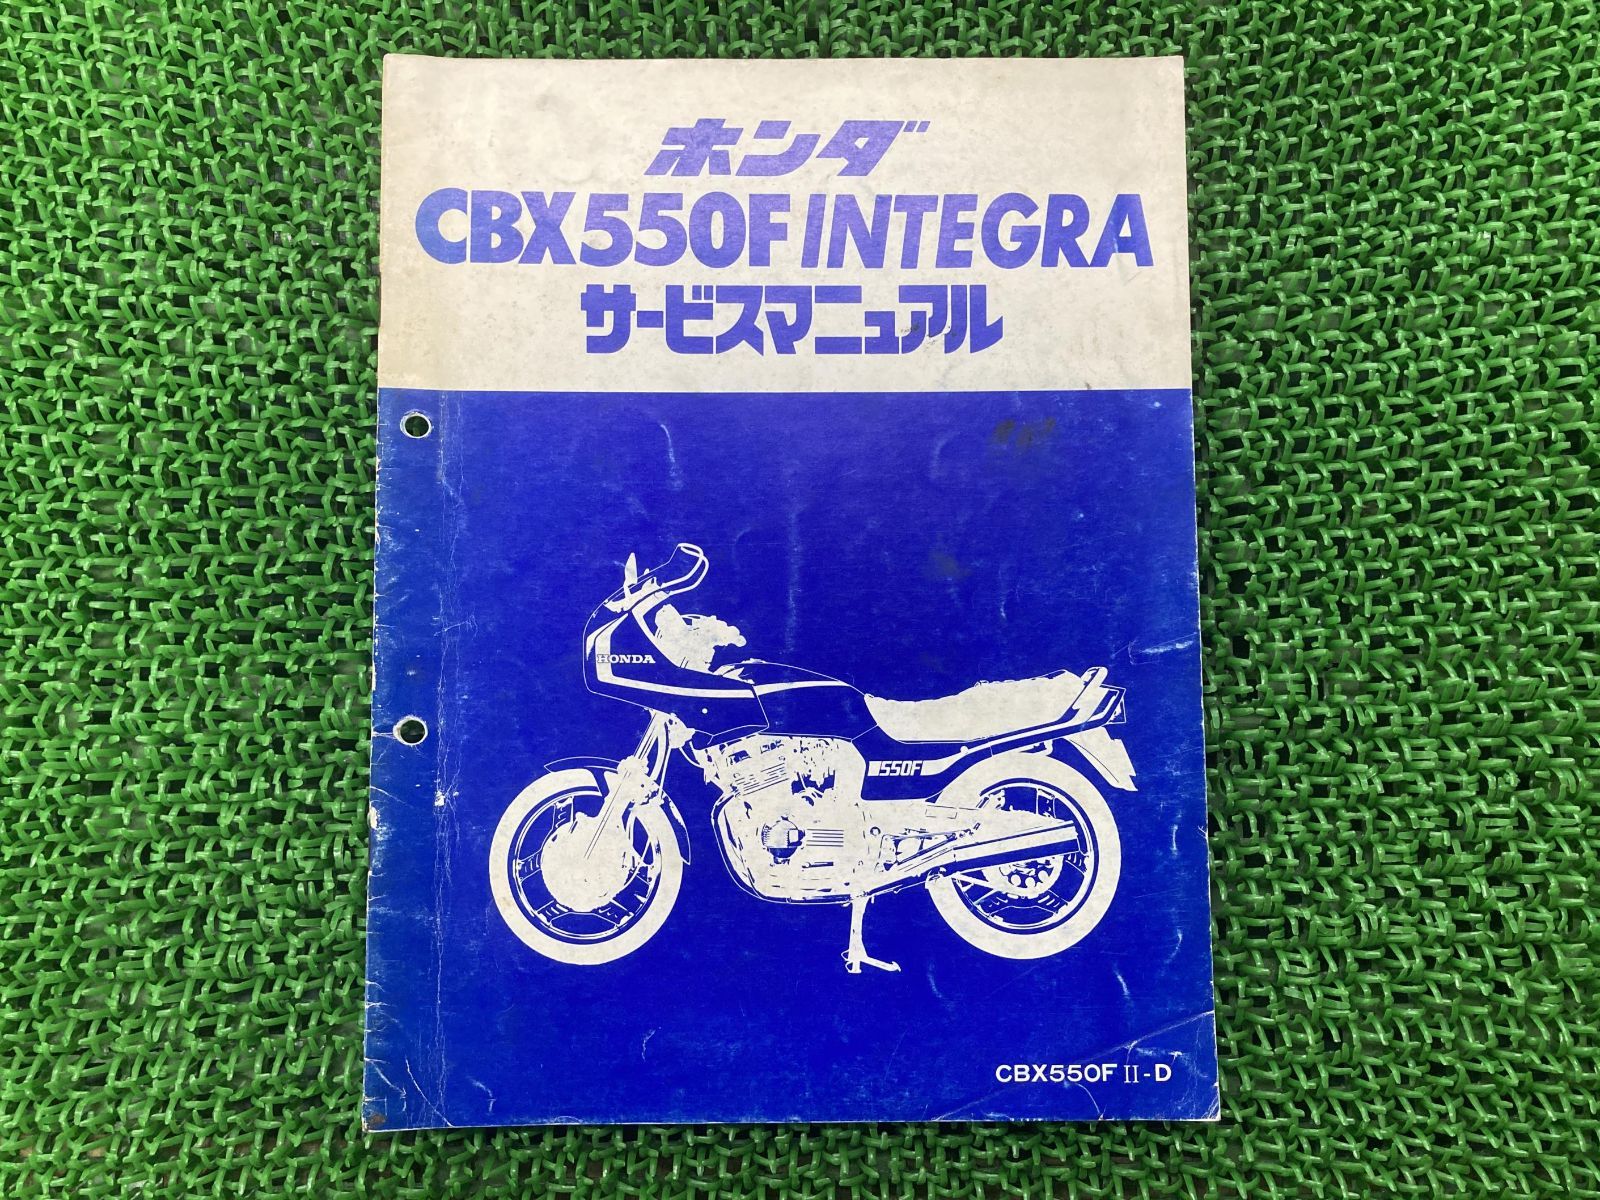 ホンダ
CBX550F INTEGRA
サービスマニュアル
HONDA
550F
CBX550F II-D